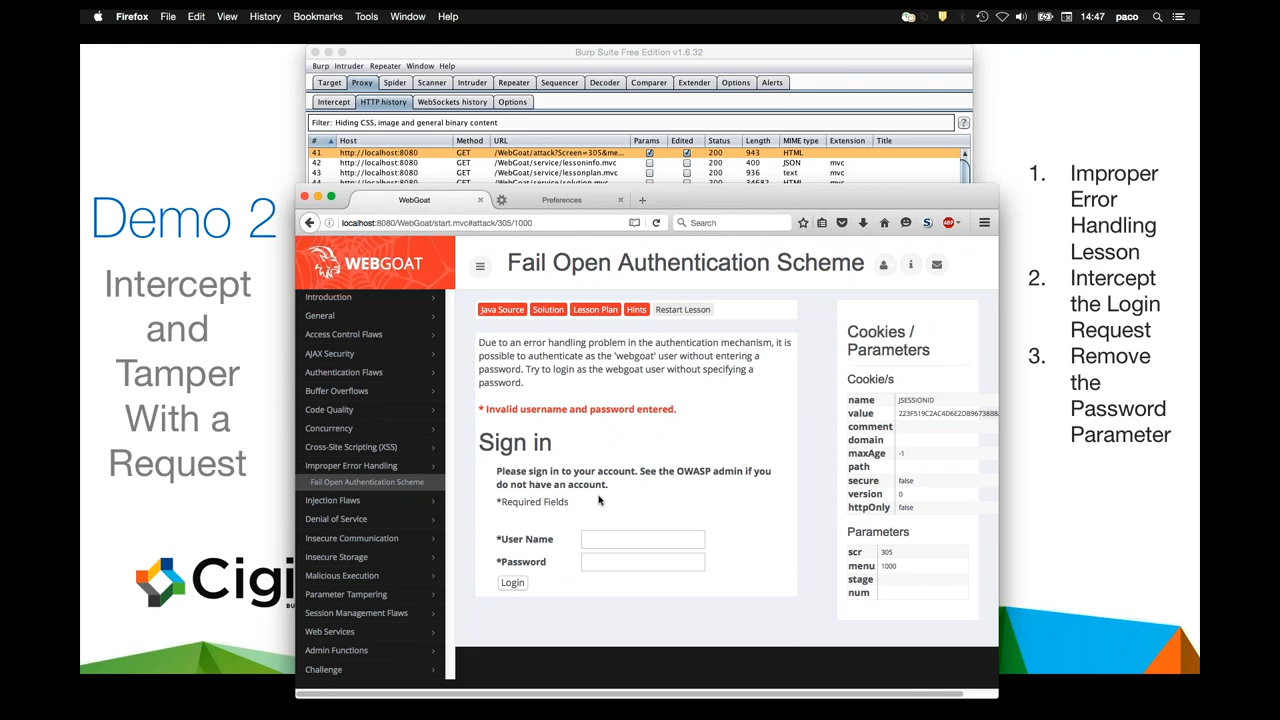 Firefox File Edit View History Bookmarks Tools Window Help 14:47 paco
Demo 2
Intercept
and
Tamper
With a
Request
Cigi
Burp Suite Free Edition v1.6.32
Burp Intruder Repeater Window Help
Target Proxy Spider Scanner Intruder Repeater Sequencer Decoder Comparer Extender Options Alerts
Intercept HTTP history WebSockets history Options
Filter: Hiding CSS, image and general binary content ?
# Host Method URL Params Edited Status Length MIME type Extension Title
41 http://localhost:8080 GET /WebGoat/attack?Screen=305&me... 200 943 HTML
42 http://localhost:8080 GET /WebGoat/service/lessoninfo.mvc 200 400 JSON mvc
43 http://localhost:8080 GET /WebGoat/service/lessonplan.mvc 200 936 text mvc
44 http://localhost:8080 GET /WebGoat/service/solution.mvc 200 34682 HTML mvc
WebGoat Preferences
localhost:8080/WebGoat/start.mvc#attack/305/1000 Search
WEBGOAT
Fail Open Authentication Scheme
Introduction
General
Access Control Flaws
AJAX Security
Authentication Flaws
Buffer Overflows
Code Quality
Concurrency
Cross-Site Scripting (XSS)
Improper Error Handling
Fail Open Authentication Scheme
Injection Flaws
Denial of Service
Insecure Communication
Insecure Storage
Malicious Execution
Parameter Tampering
Session Management Flaws
Web Services
Admin Functions
Challenge
Java Source Solution Lesson Plan Hints Restart Lesson
Due to an error handling problem in the authentication mechanism, it is
possible to authenticate as the 'webgoat' user without entering a
password. Try to login as the webgoat user without specifying a
password.
* Invalid username and password entered.
Sign in
Please sign in to your account. See the OWASP admin if you
do not have an account.
*Required Fields
*User Name
*Password
Login
Cookies /
Parameters
Cookie/s
name JSESSIONID
value
comment
domain
maxAge -1
path
secure false
version 0
httpOnly false
Parameters
scr 305
menu 1000
stage
num
1. Improper
Error
Handling
Lesson
2. Intercept
the Login
Request
3. Remove
the
Password
Parameter